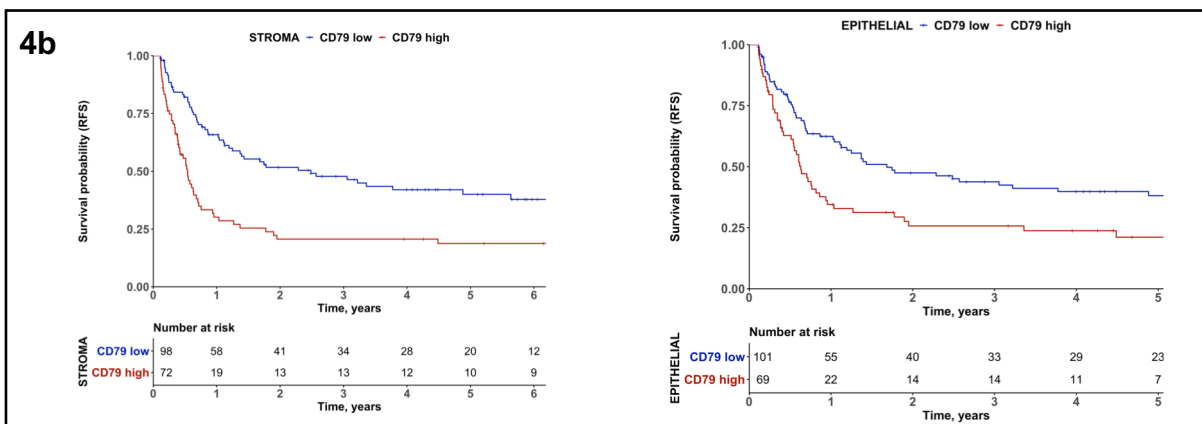 4b
STROMA CD79 low CD79 high
Survival probability (RFS)
1.00
0.75
0.50
0.25
0.00
0 1 2 3 4 5 6
Time, years
Number at risk
STROMA
CD79 low 98 58 41 34 28 20 12
CD79 high 72 19 13 13 12 10 9
0 1 2 3 4 5 6
Time, years
EPITHELIAL CD79 low CD79 high
Survival probability (RFS)
1.00
0.75
0.50
0.25
0.00
0 1 2 3 4 5
Time, years
Number at risk
EPITHELIAL
CD79 low 101 55 40 33 29 23
CD79 high 69 22 14 14 11 7
0 1 2 3 4 5
Time, years